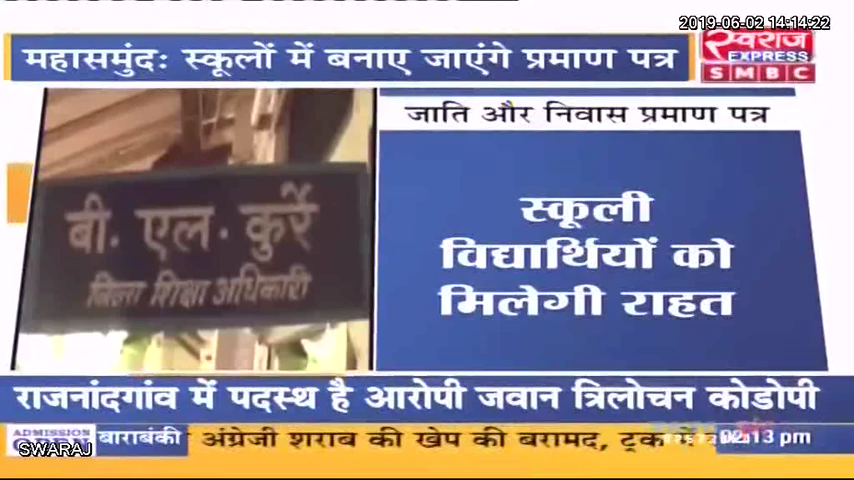 2019-06-02 14:14:22
महासमुंदः स्कूलों में बनाए जाएंगे प्रमाण पत्र
स्वराज
EXPRESS
SMBC
जाति और निवास प्रमाण पत्र
बी. एल. कुर्रे
जिला शिक्षा अधिकारी
स्कूली
विद्यार्थियों को
मिलेगी राहत
राजनांदगांव में पदस्थ है आरोपी जवान त्रिलोचन कोडोपी
ADMISSION
OPEN
SWARAJ
बाराबंकी
अंग्रेजी शराब की खेप की बरामद, ट्रक
02:13 pm